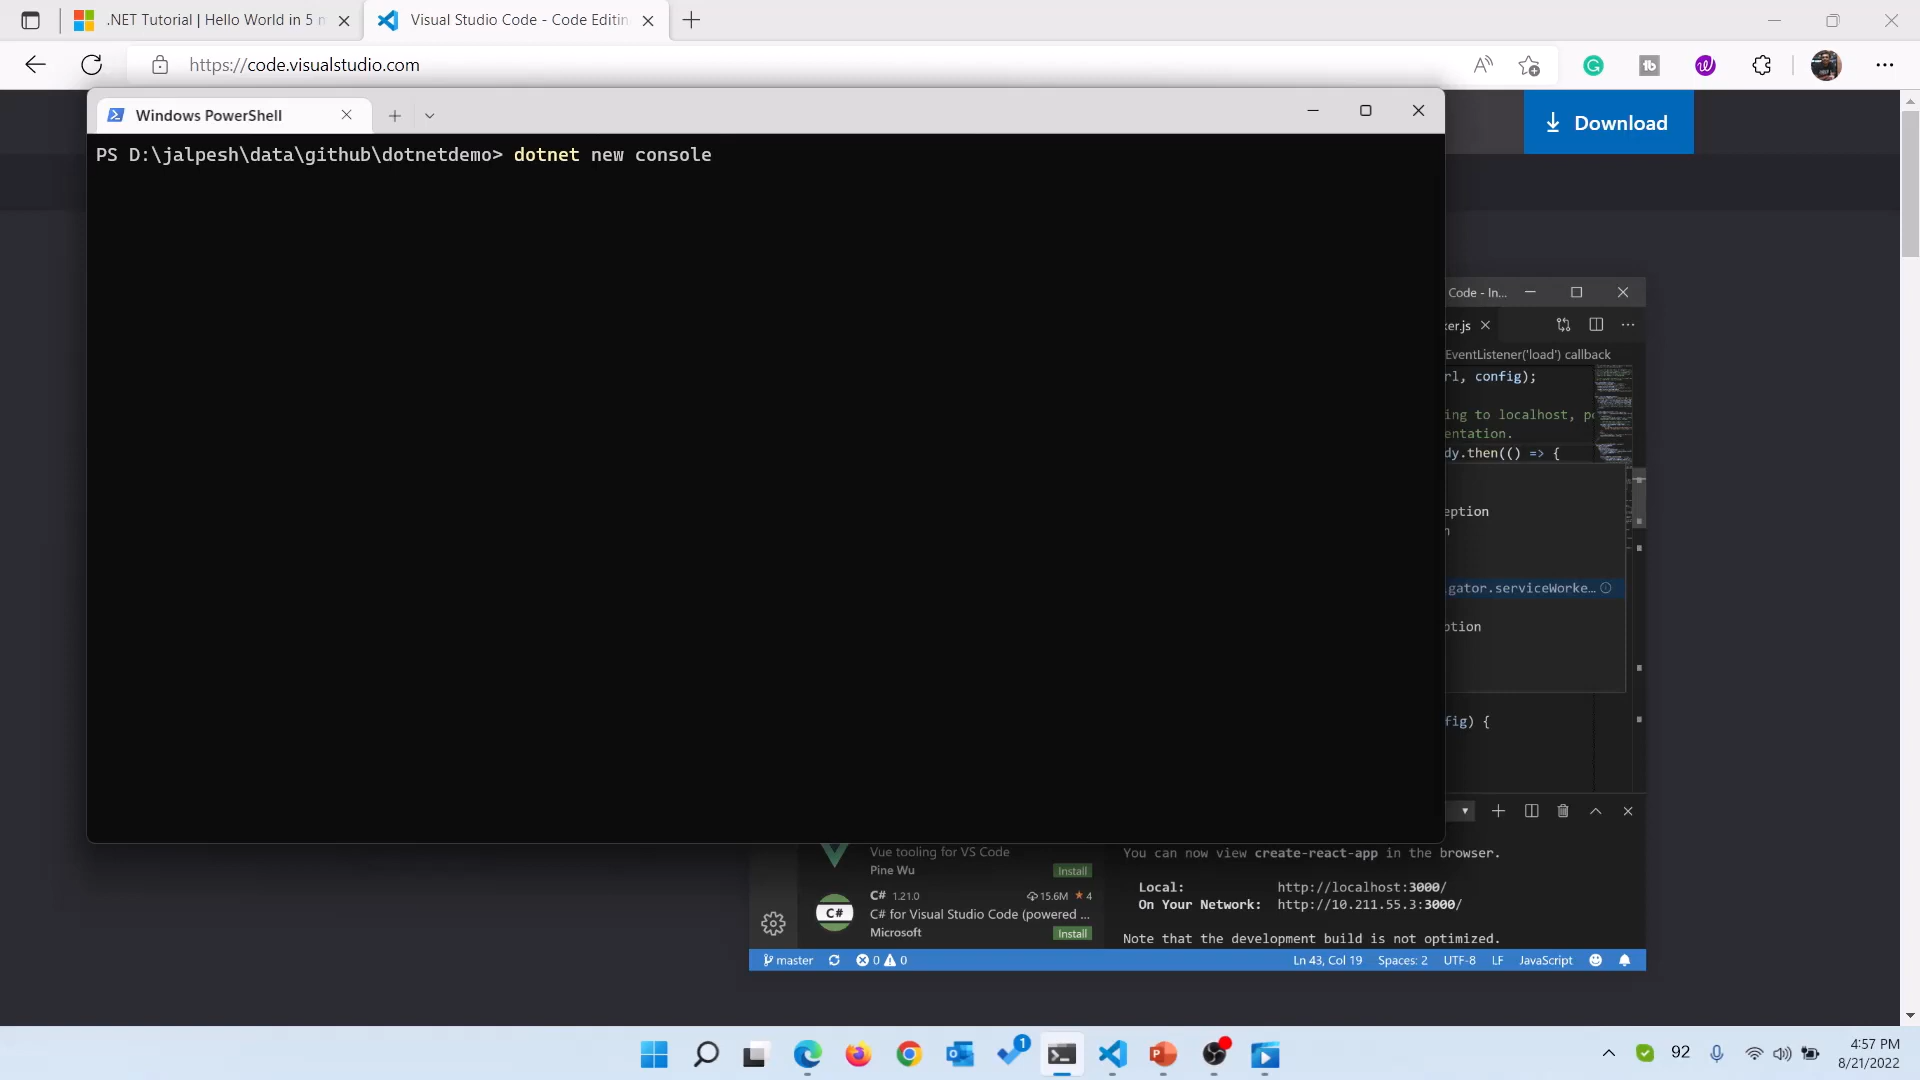 .NET Tutorial | Hello World in 5 m
Visual Studio Code - Code Editin
https://code.visualstudio.com
Windows PowerShell
Download
PS D:\jalpesh\data\github\dotnetdemo> dotnet new console
Code - In...
ker.js
EventListener('load') callback
rl, config);
ing to localhost, po
entation.
dy.then(() => {
eption
n
gator.serviceWorke…
ption
fig) {
Vue tooling for VS Code
Pine Wu
Install
C# 1.21.0
15.6M ★ 4
C#
C# for Visual Studio Code (powered ...
Microsoft
Install
You can now view create-react-app in the browser.
Local: http://localhost:3000/
On Your Network: http://10.211.55.3:3000/
Note that the development build is not optimized.
master 0 0
Ln 43, Col 19 Spaces: 2 UTF-8 LF JavaScript
1
92
4:57 PM
8/21/2022